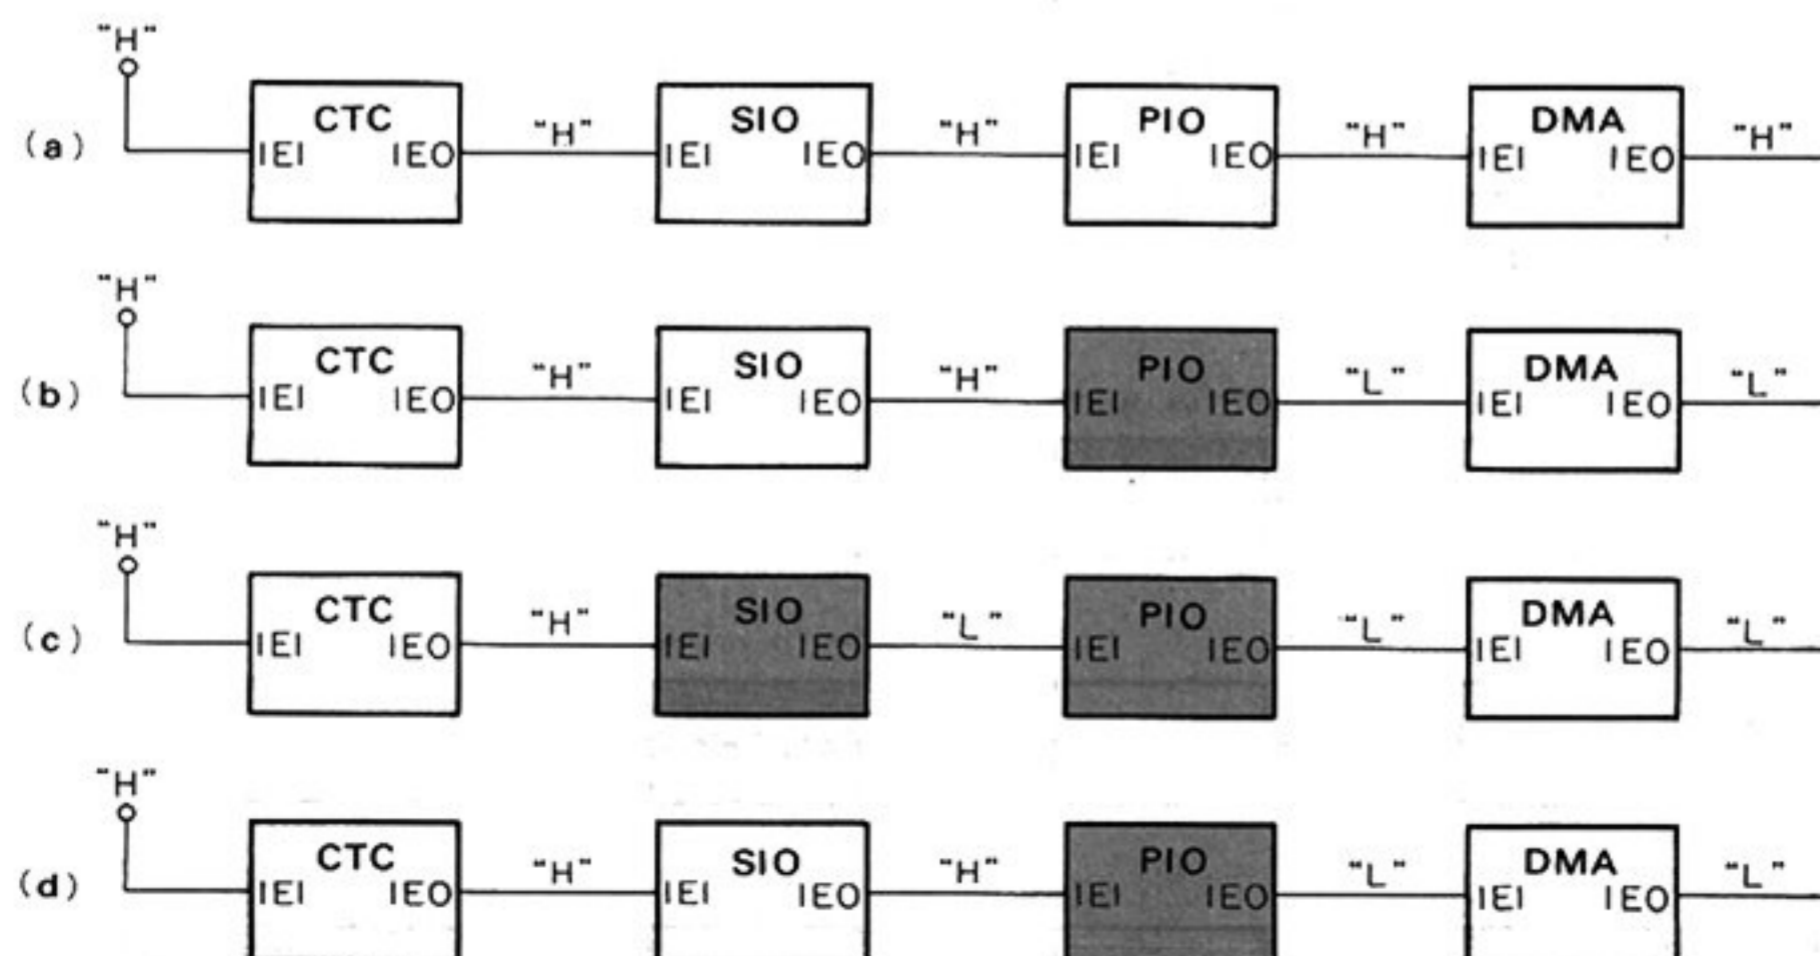 "H"
CTC SIO PIO DMA
"H" "H" "H" "H"
(a) IEI IEO IEI IEO IEI IEO IEI IEO
"H"
CTC SIO PIO DMA
"H" "H" "L" "L"
(b) IEI IEO IEI IEO IEI IEO IEI IEO
"H"
CTC SIO PIO DMA
"H" "L" "L" "L"
(c) IEI IEO IEI IEO IEI IEO IEI IEO
"H"
CTC SIO PIO DMA
"H" "H" "L" "L"
(d) IEI IEO IEI IEO IEI IEO IEI IEO